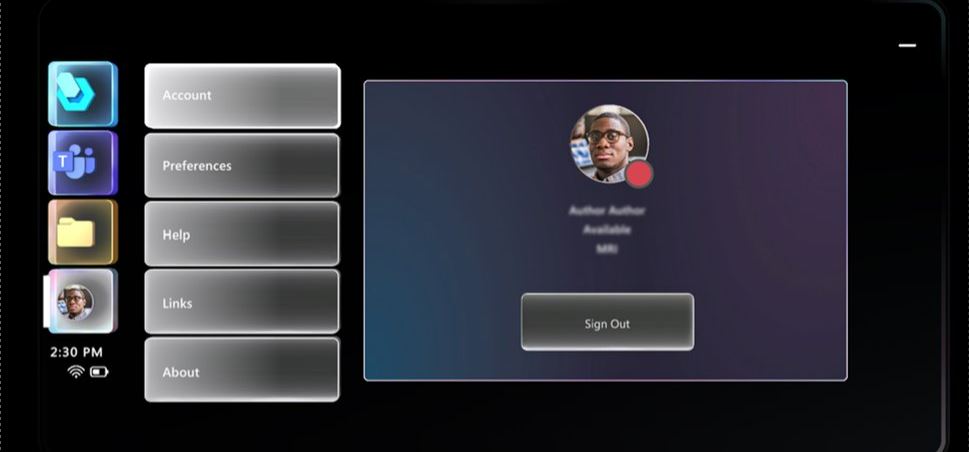 Account
Preferences
Help
Links
About
2:30 PM
T
Author Author
Available
MRI
Sign Out